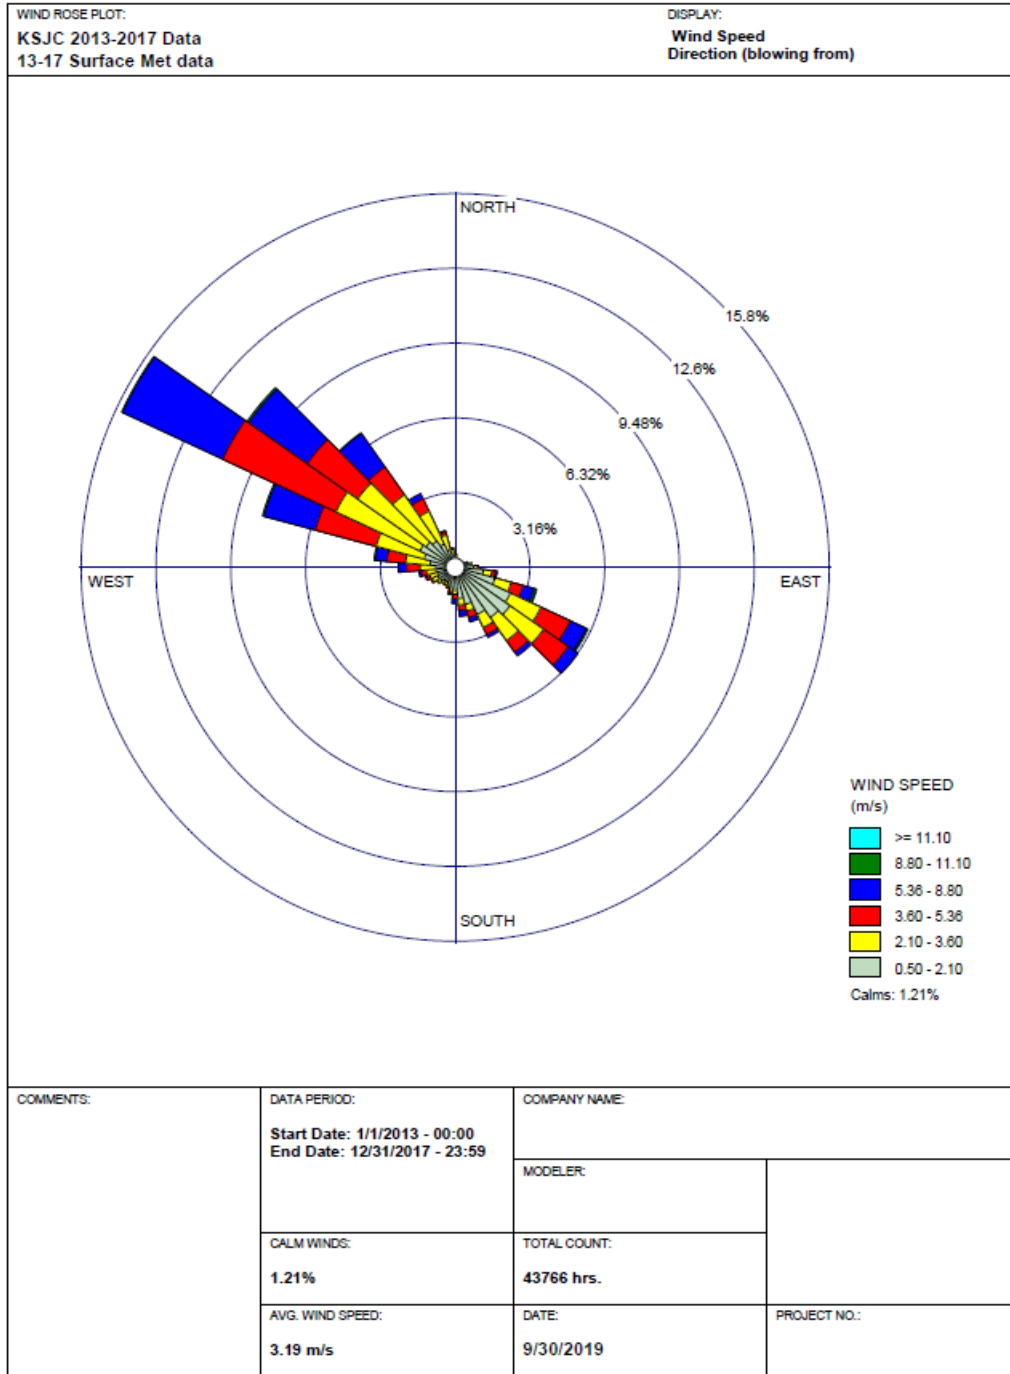 WIND ROSE PLOT:
KSJC 2013-2017 Data
13-17 Surface Met data
DISPLAY:
Wind Speed
Direction (blowing from)
NORTH
15.8%
12.6%
9.48%
6.32%
3.16%
WEST
EAST
SOUTH
WIND SPEED
(m/s)
>= 11.10
8.80 - 11.10
5.36 - 8.80
3.60 - 5.36
2.10 - 3.60
0.50 - 2.10
Calms: 1.21%
COMMENTS:
DATA PERIOD:
Start Date: 1/1/2013 - 00:00
End Date: 12/31/2017 - 23:59
COMPANY NAME:
MODELER:
CALM WINDS:
1.21%
TOTAL COUNT:
43766 hrs.
AVG. WIND SPEED:
3.19 m/s
DATE:
9/30/2019
PROJECT NO.: